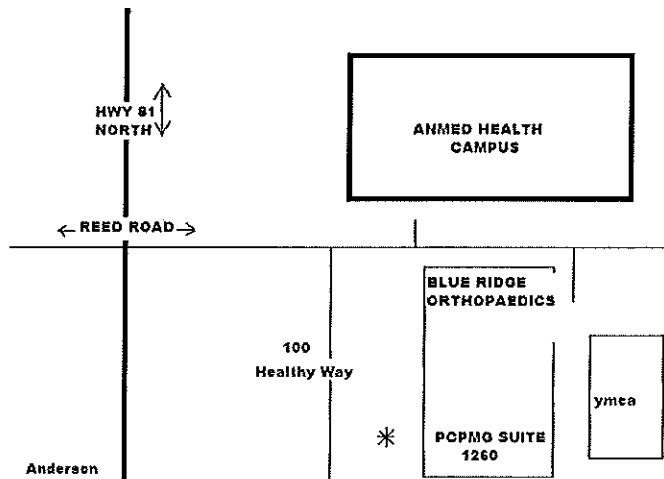 HWY 81
NORTH
ANMED HEALTH
CAMPUS
REED ROAD
BLUE RIDGE
ORTHOPAEDICS
100
Healthy Way
ymca
PCPMG SUITE
1260
Anderson